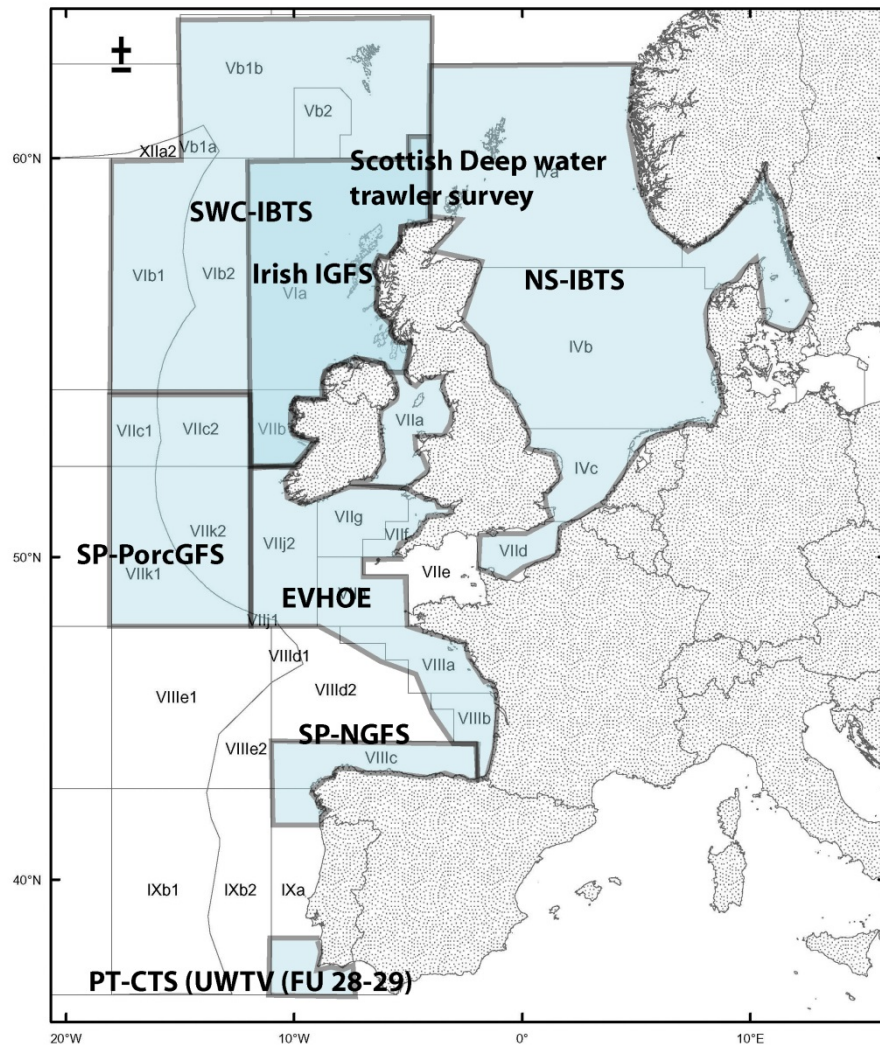 ±
Vb1b
Vb2
60°N
XIIa2
Vb1a
Scottish Deep water
trawler survey
IVa
SWC-IBTS
VIb1
VIb2
Irish IGFS
VIa
NS-IBTS
IVb
VIIc1
VIIc2
VIIb
VIIa
IVc
VIIk2
VIIj2
VIIg
VIIf
VIId
50°N
SP-PorcGFS
VIIk1
VIIe
EVHOE
VIIj1
VIIId1
VIIIa
VIIIe1
VIIId2
VIIIb
SP-NGFS
VIIIe2
VIIIc
40°N
IXb1
IXb2
IXa
PT-CTS (UWTV (FU 28-29)
20°W
10°W
0°
10°E